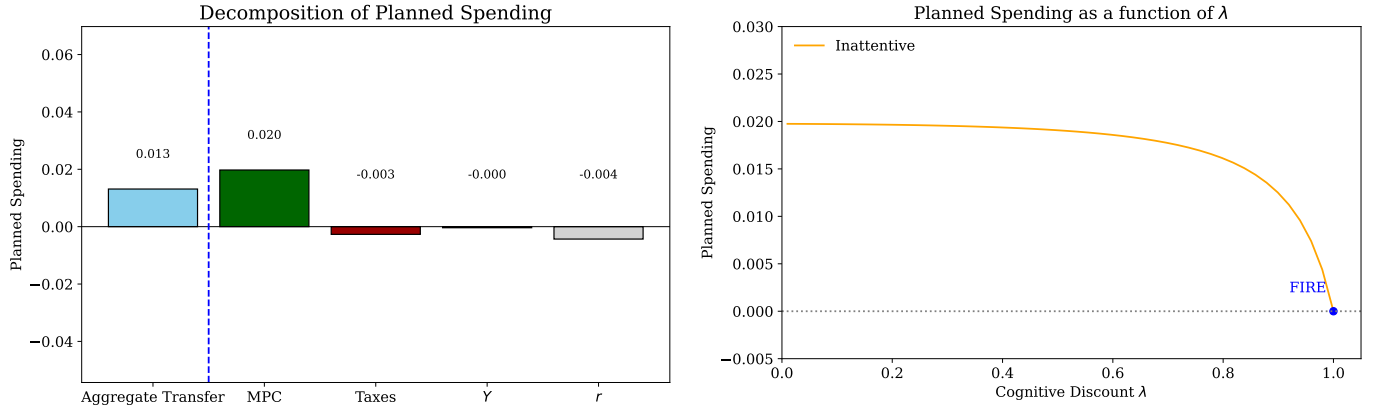 Decomposition of Planned Spending
Planned Spending
0.06
0.04
0.02
0.00
−0.02
−0.04
0.013
0.020
-0.003
-0.000
-0.004
Aggregate Transfer
MPC
Taxes
Y
r
Planned Spending as a function of λ
Planned Spending
0.030
0.025
0.020
0.015
0.010
0.005
0.000
−0.005
Inattentive
FIRE
0.0
0.2
0.4
0.6
0.8
1.0
Cognitive Discount λ